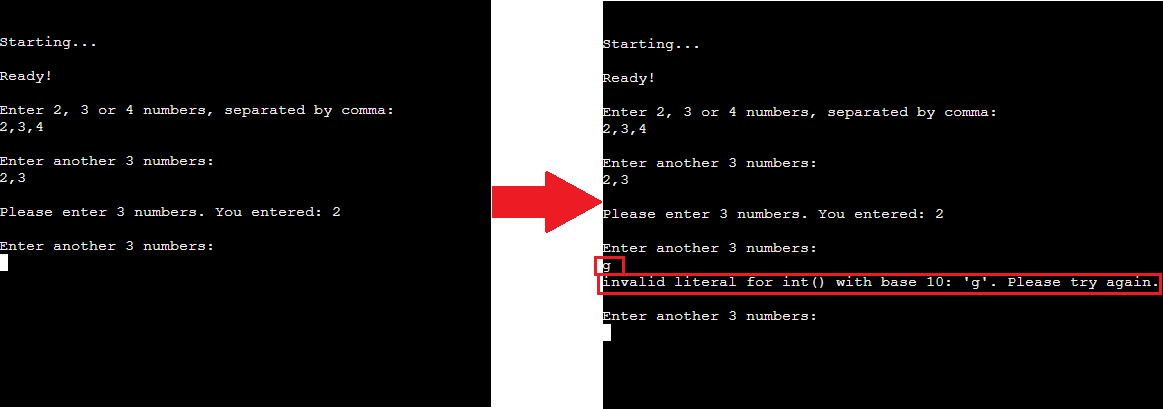 Starting...
Ready!
Enter 2, 3 or 4 numbers, separated by comma:
2,3,4
Enter another 3 numbers:
2,3
Please enter 3 numbers. You entered: 2
Enter another 3 numbers:
Starting...
Ready!
Enter 2, 3 or 4 numbers, separated by comma:
2,3,4
Enter another 3 numbers:
2,3
Please enter 3 numbers. You entered: 2
Enter another 3 numbers:
g
invalid literal for int() with base 10: 'g'. Please try again.
Enter another 3 numbers: